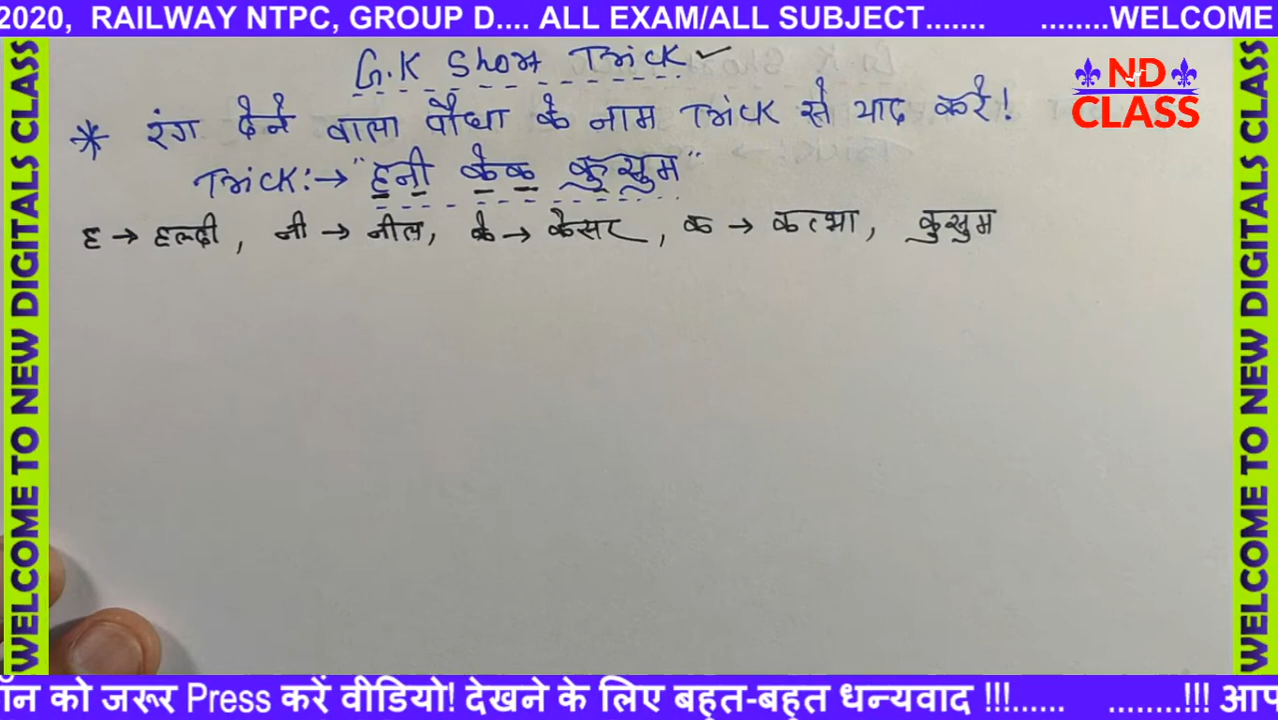 2020, RAILWAY NTPC, GROUP D.... ALL EXAM/ALL SUBJECT....... ........WELCOME
G.K Short Trick
ND
CLASS
* रंग देने वाला पौधा के नाम Trick से याद करे!
Trick:→ "हनी केक कुसुम"
ह → हल्दी, नी → नील, के → केसर, क → कत्था, कुसुम
WELCOME TO NEW DIGITALS CLASS
WELCOME TO NEW DIGITALS CLASS
ॉन को जरूर Press करें वीडियो! देखने के लिए बहुत-बहुत धन्यवाद !!!...... ........!!! आप